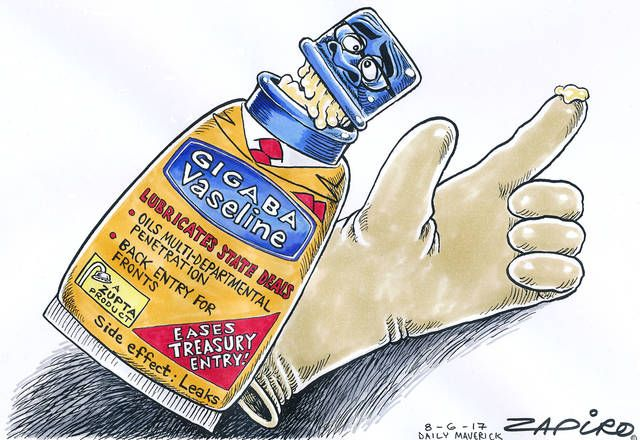 GIGABA
Vaseline
LUBRICATES STATE DEALS
• OILS MULTI-DEPARTMENTAL
PENETRATION
• BACK ENTRY FOR
FRONTS
A
ZUPTA
PRODUCT
EASES
TREASURY
ENTRY!
Side effect: Leaks
8-6-17
DAILY MAVERICK
ZAPIRO
©